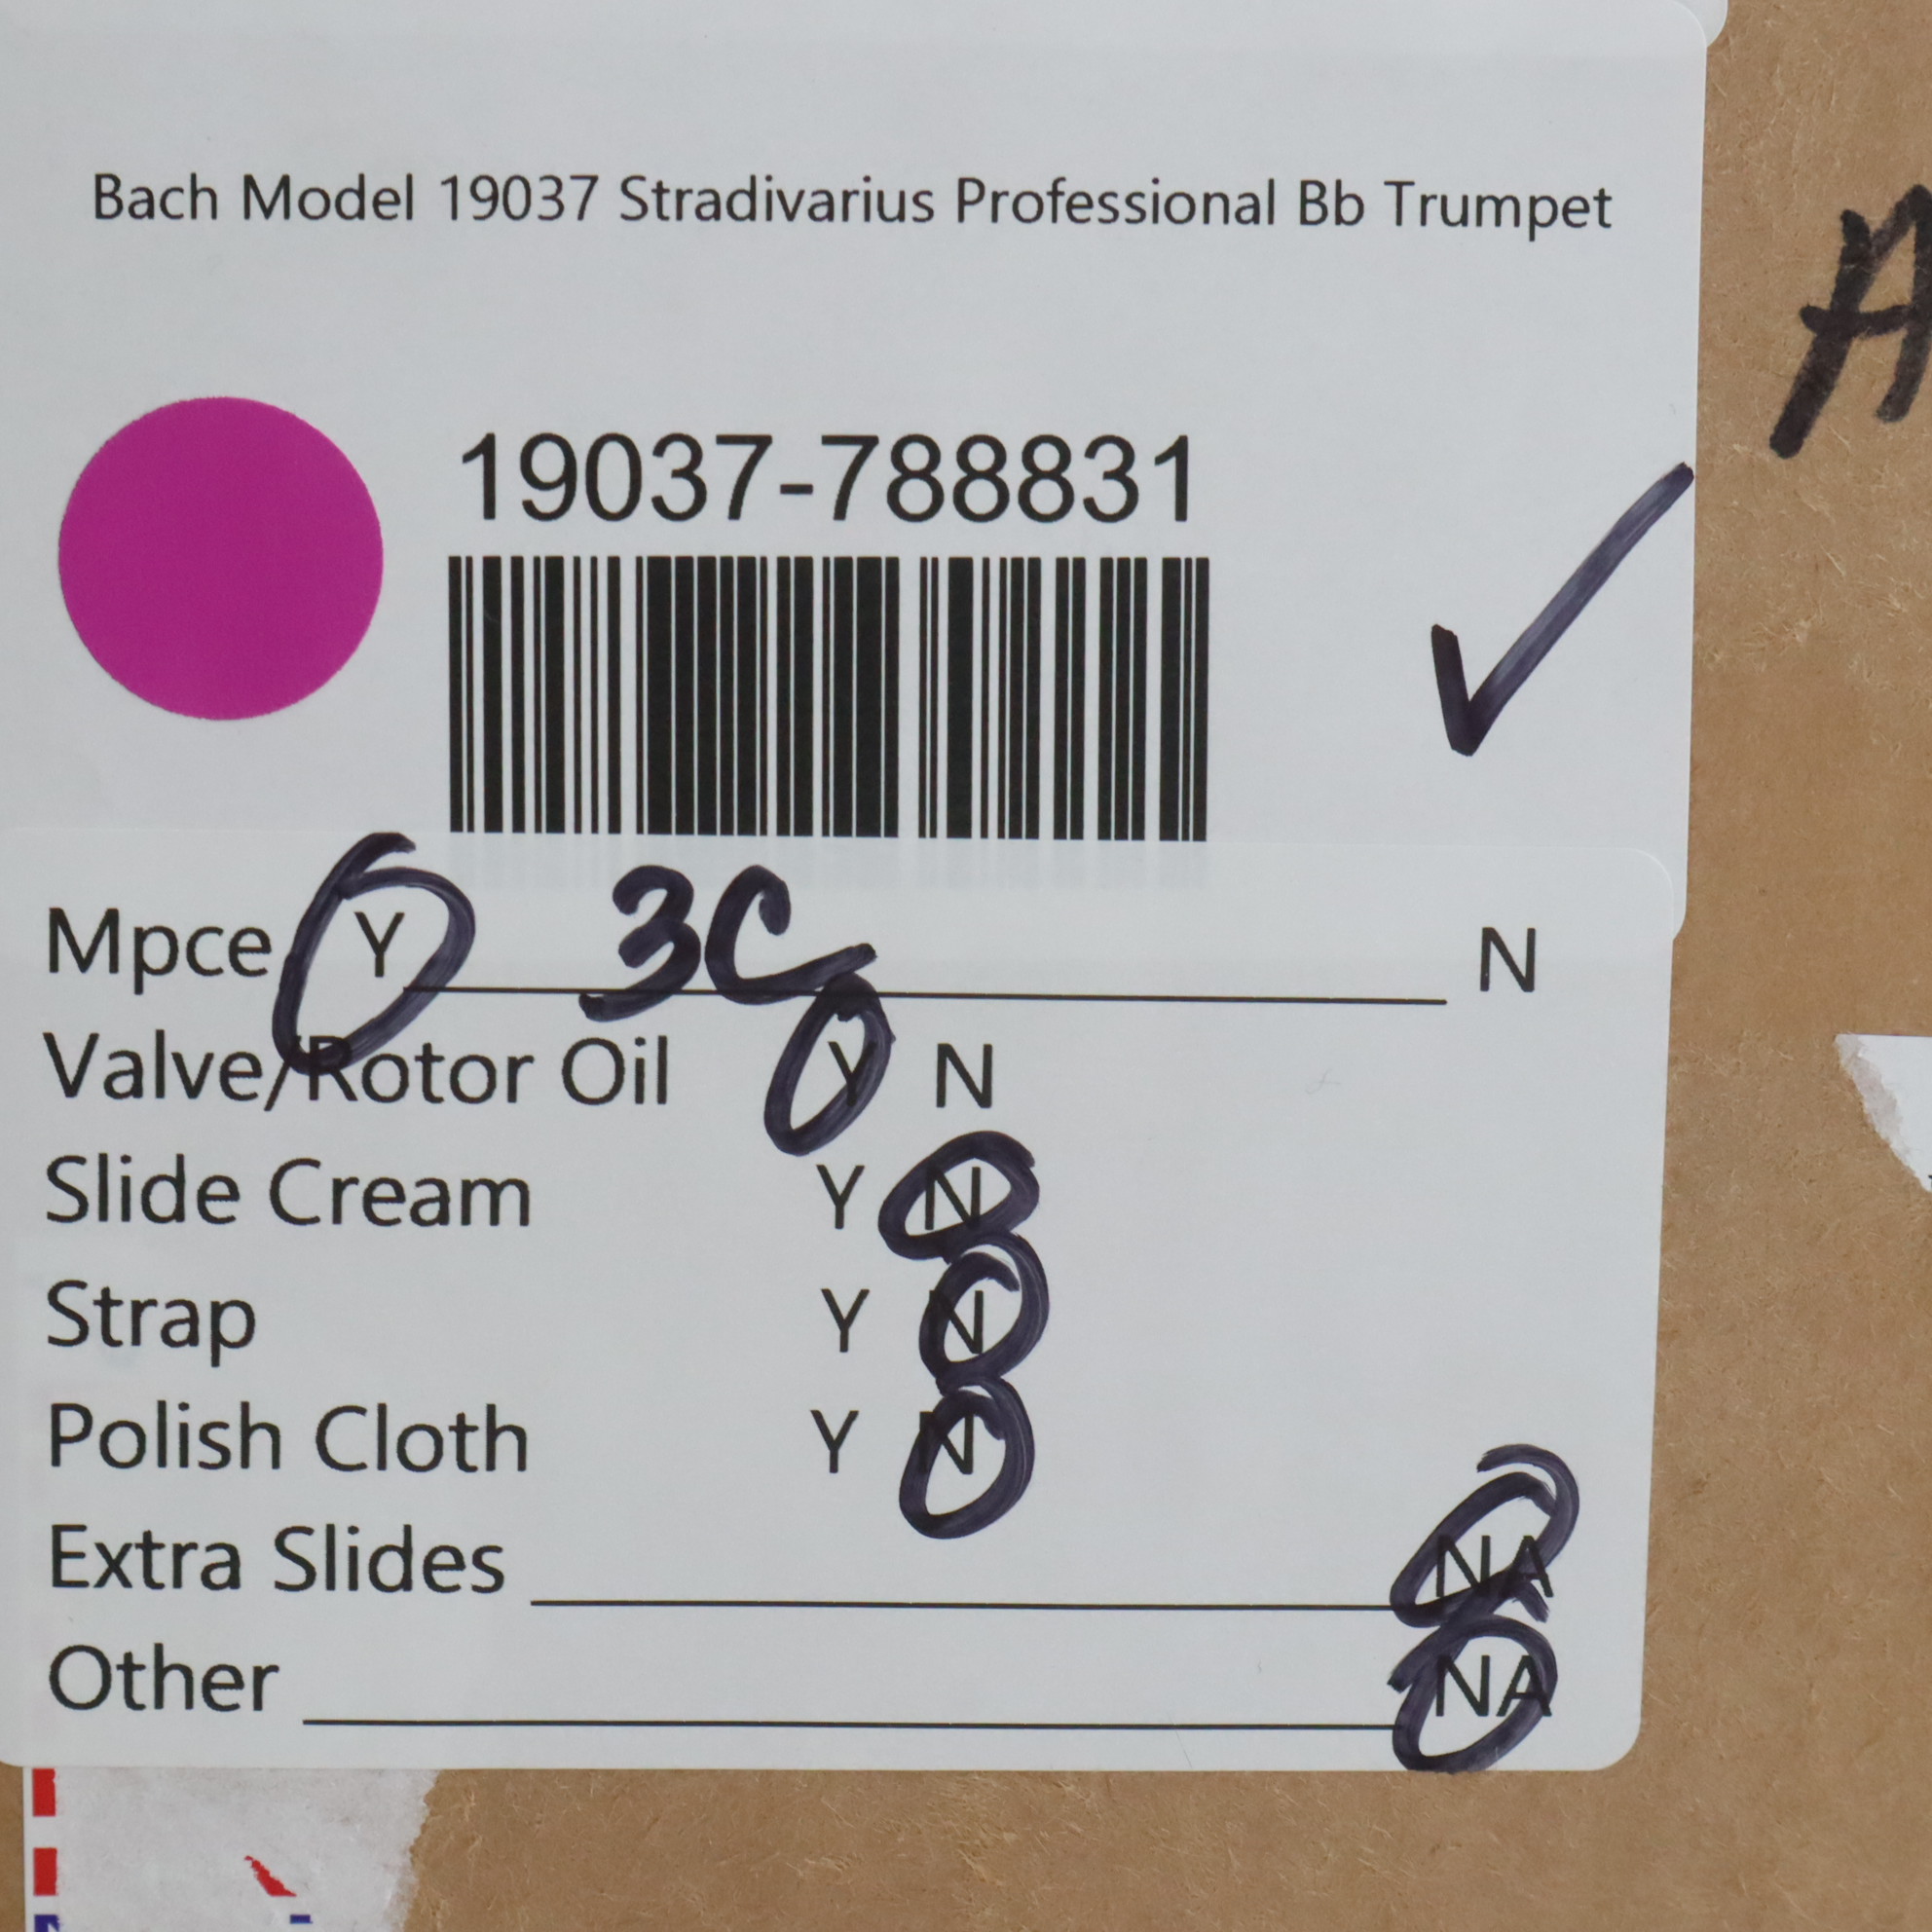 Bach Model 19037 Stradivarius Professional Bb Trumpet
A
19037-788831
Mpce Y 3C N
Valve/Rotor Oil Y N
Slide Cream Y N
Strap Y N
Polish Cloth Y N
Extra Slides NA
Other NA